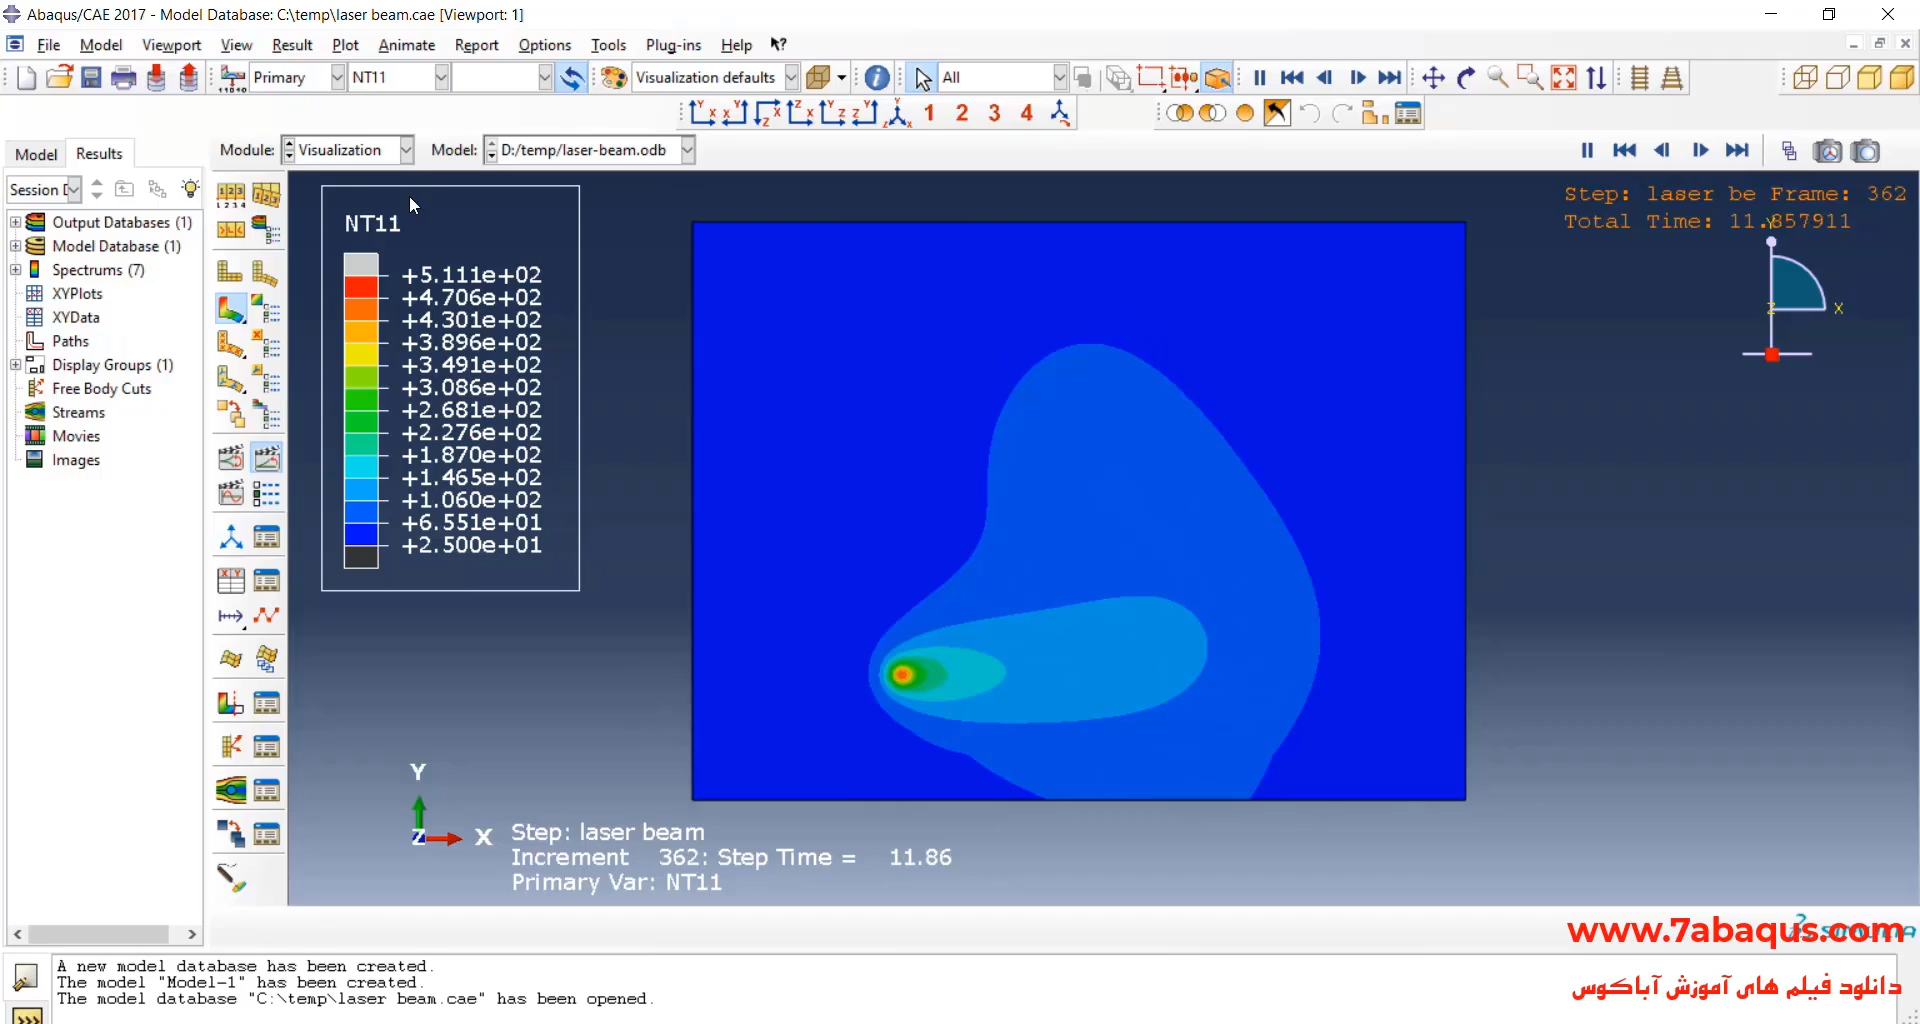 Abaqus/CAE 2017 - Model Database: C:\temp\laser beam.cae [Viewport: 1]
File Model Viewport View Result Plot Animate Report Options Tools Plug-ins Help
Primary NT11 Visualization defaults All
1 2 3 4
Model Results Module: Visualization Model: D:/temp/laser-beam.odb
Session D
Output Databases (1)
Model Database (1)
Spectrums (7)
XYPlots
XYData
Paths
Display Groups (1)
Free Body Cuts
Streams
Movies
Images
NT11
+5.111e+02
+4.706e+02
+4.301e+02
+3.896e+02
+3.491e+02
+3.086e+02
+2.681e+02
+2.276e+02
+1.870e+02
+1.465e+02
+1.060e+02
+6.551e+01
+2.500e+01
Step: laser be Frame: 362
Total Time: 11.857911
Y
X
Z
Y
Z X
Step: laser beam
Increment 362: Step Time = 11.86
Primary Var: NT11
www.7abaqus.com
دانلود فیلم های آموزش آباکوس
A new model database has been created.
The model "Model-1" has been created.
The model database "C:\temp\laser beam.cae" has been opened.